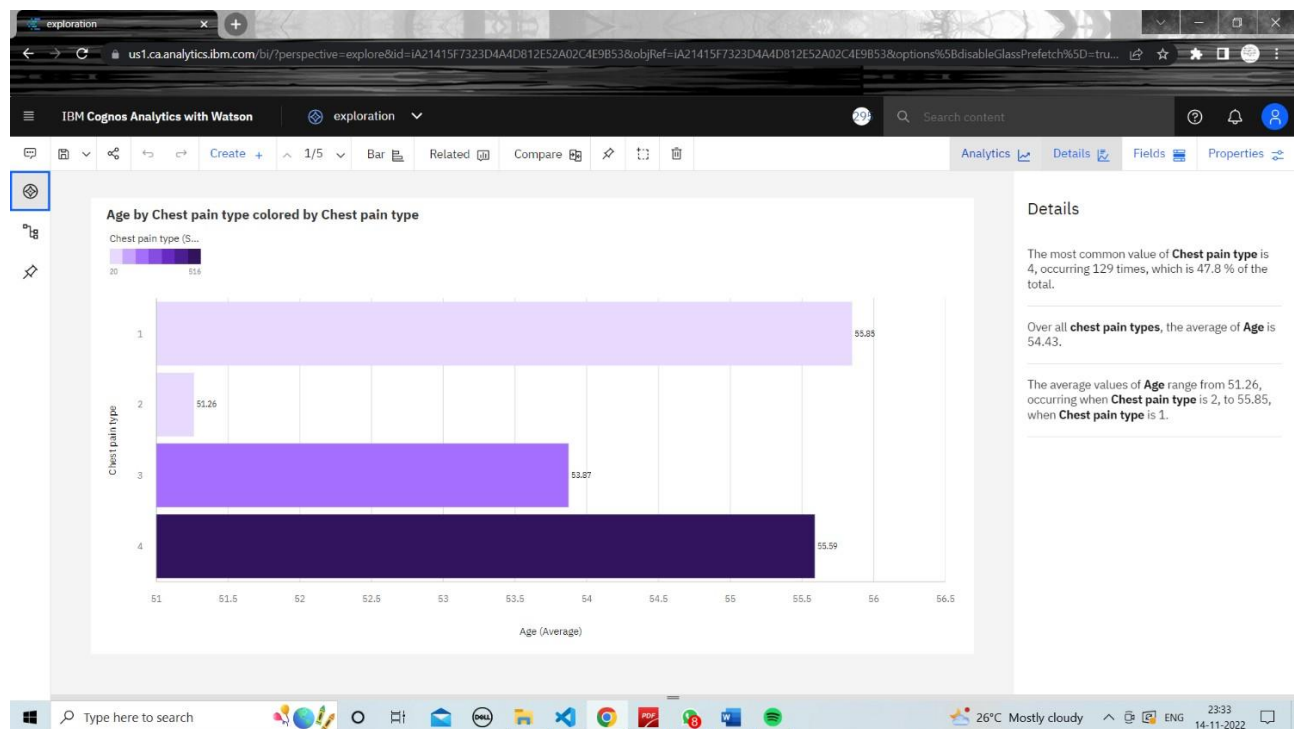 exploration
us1.ca.analytics.ibm.com/bi/?perspective=explore&id=iA21415F7323D4A4D812E52A02C4E9B53&objRef=iA21415F7323D4A4D812E52A02C4E9B53&options%5BdisableGlassPrefetch%5D=tru...
IBM Cognos Analytics with Watson
exploration
Search content
Create +
1/5
Bar
Related
Compare
Analytics
Details
Fields
Properties
Age by Chest pain type colored by Chest pain type
Chest pain type (S...
20 516
Chest pain type
1
55.85
2
51.26
3
53.87
4
55.59
51 51.5 52 52.5 53 53.5 54 54.5 55 55.5 56 56.5
Age (Average)
Details
The most common value of Chest pain type is
4, occurring 129 times, which is 47.8 % of the
total.
Over all chest pain types, the average of Age is
54.43.
The average values of Age range from 51.26,
occurring when Chest pain type is 2, to 55.85,
when Chest pain type is 1.
Type here to search
DELL
PDF
8
26°C Mostly cloudy
ENG
23:33
14-11-2022